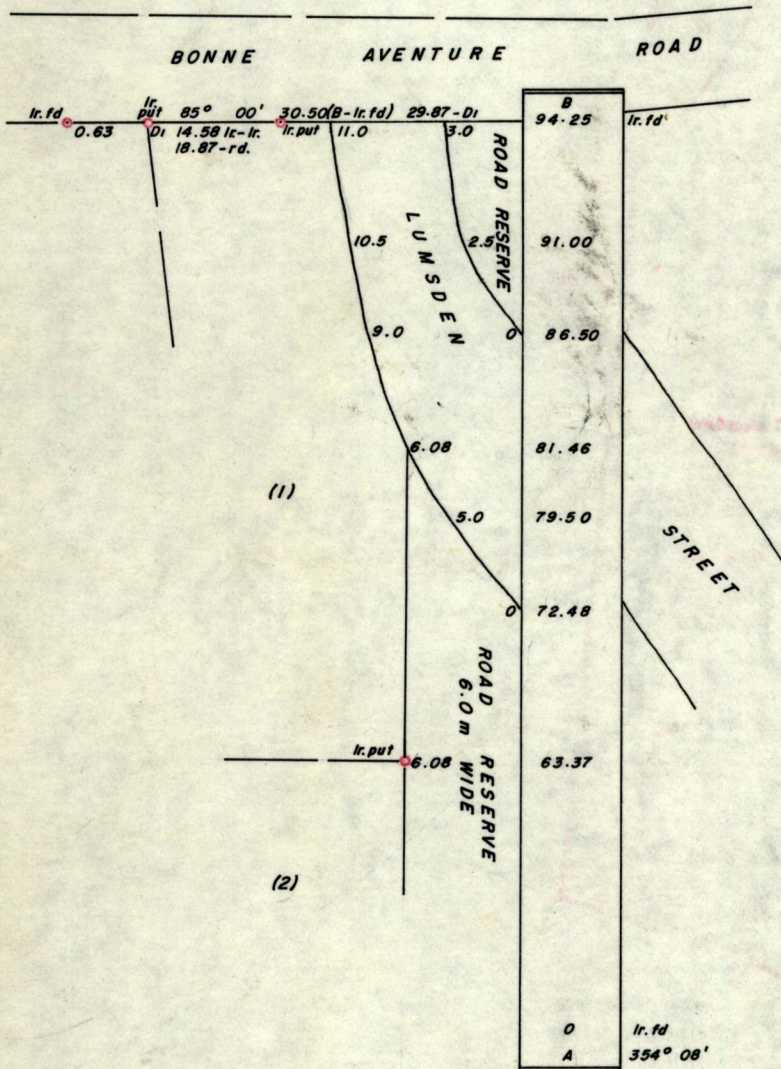 BONNE AVENTURE ROAD
Ir. fd
0.63
Ir. put
D1
85° 00'
14.58 Ir-Ir.
18.87-rd.
30.50(B-Ir.fd)
Ir.put
11.0
29.87-D1
3.0
B
94.25
Ir.fd
ROAD RESERVE
10.5
2.5
91.00
LUMSDEN
9.0
0
86.50
6.08
81.46
(1)
5.0
79.50
STREET
0
72.48
ROAD RESERVE
6.0m WIDE
Ir.put
6.08
63.37
(2)
0
Ir.fd
A
354° 08'